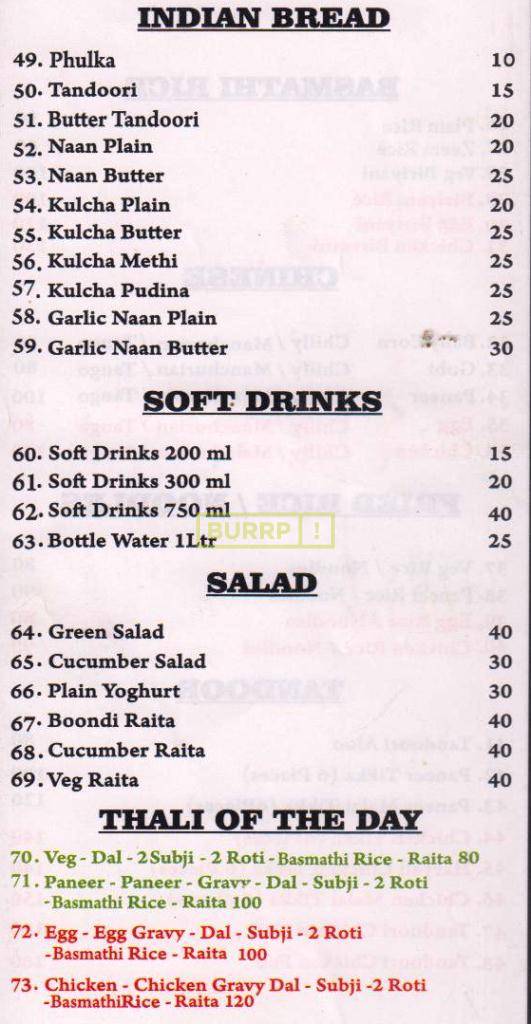 INDIAN BREAD
49. Phulka 10
50. Tandoori 15
51. Butter Tandoori 20
52. Naan Plain 20
53. Naan Butter 25
54. Kulcha Plain 20
55. Kulcha Butter 25
56. Kulcha Methi 25
57. Kulcha Pudina 25
58. Garlic Naan Plain 25
59. Garlic Naan Butter 30
SOFT DRINKS
60. Soft Drinks 200 ml 15
61. Soft Drinks 300 ml 20
62. Soft Drinks 750 ml 40
BURRP!
63. Bottle Water 1Ltr 25
SALAD
64. Green Salad 40
65. Cucumber Salad 30
66. Plain Yoghurt 30
67. Boondi Raita 40
68. Cucumber Raita 40
69. Veg Raita 40
THALI OF THE DAY
70. Veg - Dal - 2Subji - 2 Roti -Basmathi Rice - Raita 80
71. Paneer - Paneer - Gravy - Dal - Subji - 2 Roti
-Basmathi Rice - Raita 100
72. Egg - Egg Gravy - Dal - Subji - 2 Roti
-Basmathi Rice - Raita 100
73. Chicken - Chicken Gravy Dal - Subji -2 Roti
-BasmathiRice - Raita 120